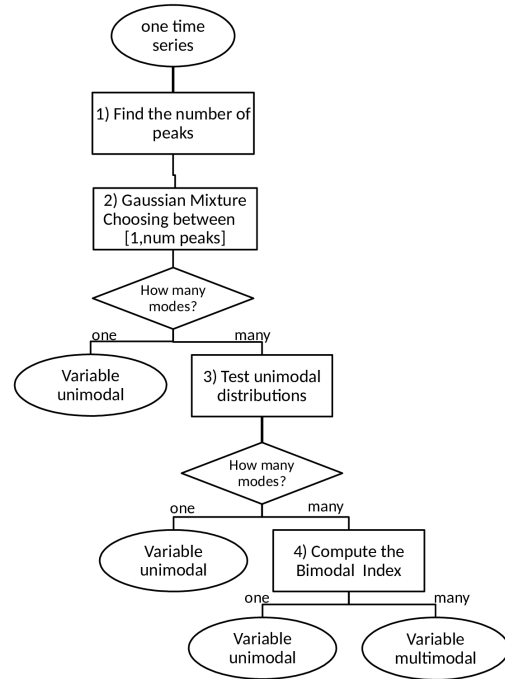 one time
series
1) Find the number of
peaks
2) Gaussian Mixture
Choosing between
[1,num peaks]
How many
modes?
one
many
Variable
unimodal
3) Test unimodal
distributions
How many
modes?
one
many
Variable
unimodal
4) Compute the
Bimodal Index
one
many
Variable
unimodal
Variable
multimodal